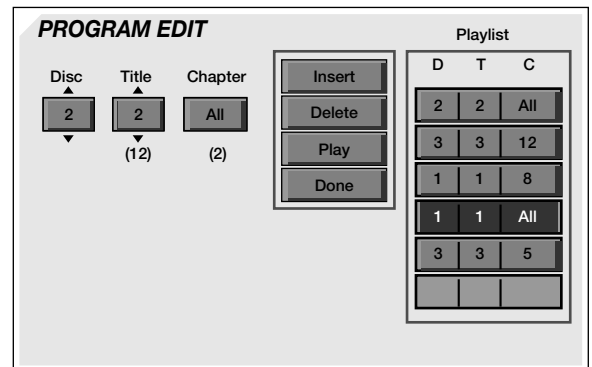 PROGRAM EDIT
Disc Title Chapter
2 2 All
(12) (2)
Insert
Delete
Play
Done
Playlist
D T C
2 2 All
3 3 12
1 1 8
1 1 All
3 3 5